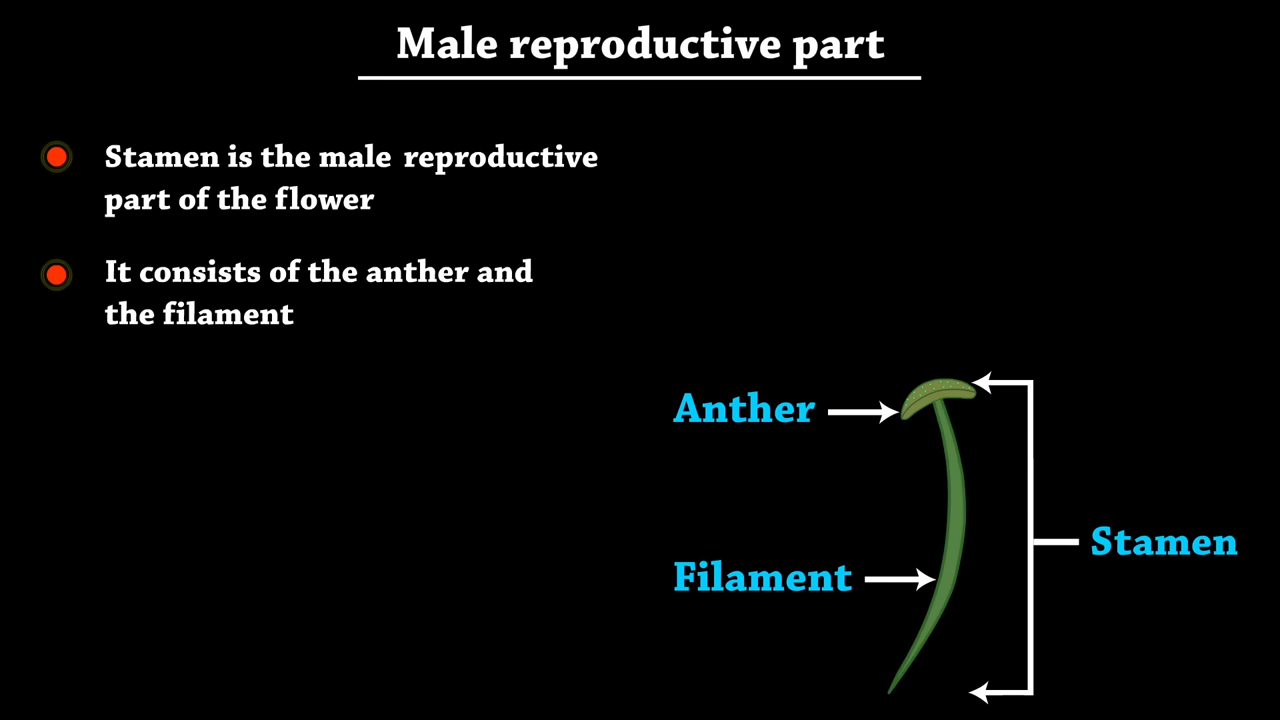 Male reproductive part
Stamen is the male reproductive
part of the flower
It consists of the anther and
the filament
Anther
Filament
Stamen